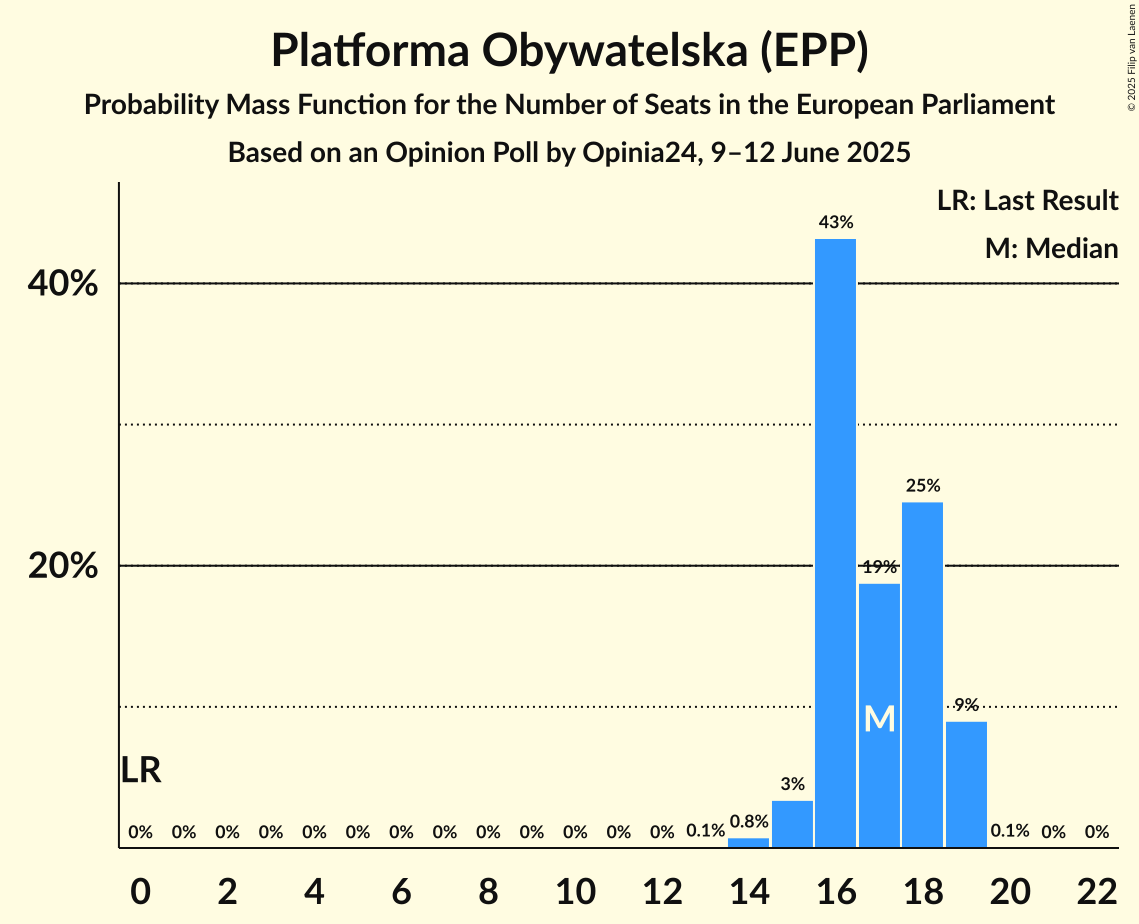 Platforma Obywatelska (EPP)
Probability Mass Function for the Number of Seats in the European Parliament
Based on an Opinion Poll by Opinia24, 9–12 June 2025
© 2025 Filip van Laenen
LR: Last Result
M: Median
43%
40%
25%
20%
19%
9%
M
LR
3%
0% 0% 0% 0% 0% 0% 0% 0% 0% 0% 0% 0% 0% 0.1% 0.8% 0.1% 0% 0%
0 2 4 6 8 10 12 14 16 18 20 22